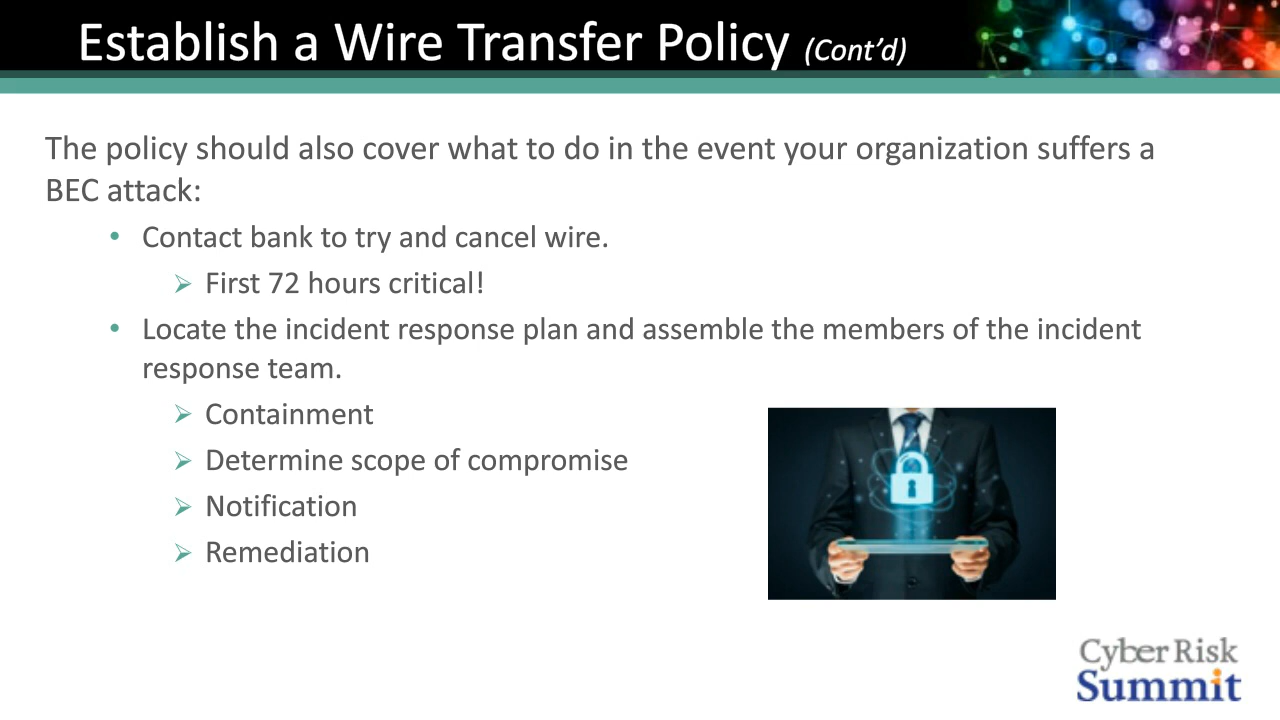 Establish a Wire Transfer Policy (Cont’d)
The policy should also cover what to do in the event your organization suffers a
BEC attack:
• Contact bank to try and cancel wire.
➢ First 72 hours critical!
• Locate the incident response plan and assemble the members of the incident
response team.
➢ Containment
➢ Determine scope of compromise
➢ Notification
➢ Remediation
Cyber Risk
Summit